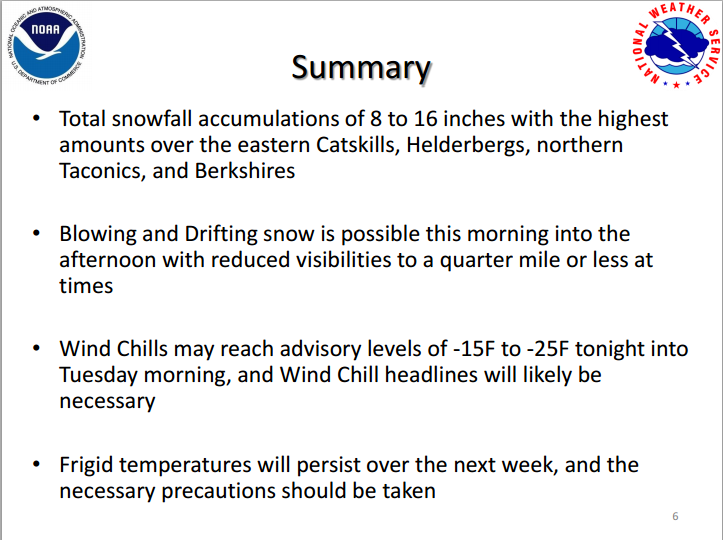 NATIONAL OCEANIC AND ATMOSPHERIC ADMINISTRATION
NOAA
U.S. DEPARTMENT OF COMMERCE
NATIONAL WEATHER SERVICE
Summary
• Total snowfall accumulations of 8 to 16 inches with the highest
amounts over the eastern Catskills, Helderbergs, northern
Taconics, and Berkshires
• Blowing and Drifting snow is possible this morning into the
afternoon with reduced visibilities to a quarter mile or less at
times
• Wind Chills may reach advisory levels of -15F to -25F tonight into
Tuesday morning, and Wind Chill headlines will likely be
necessary
• Frigid temperatures will persist over the next week, and the
necessary precautions should be taken
6